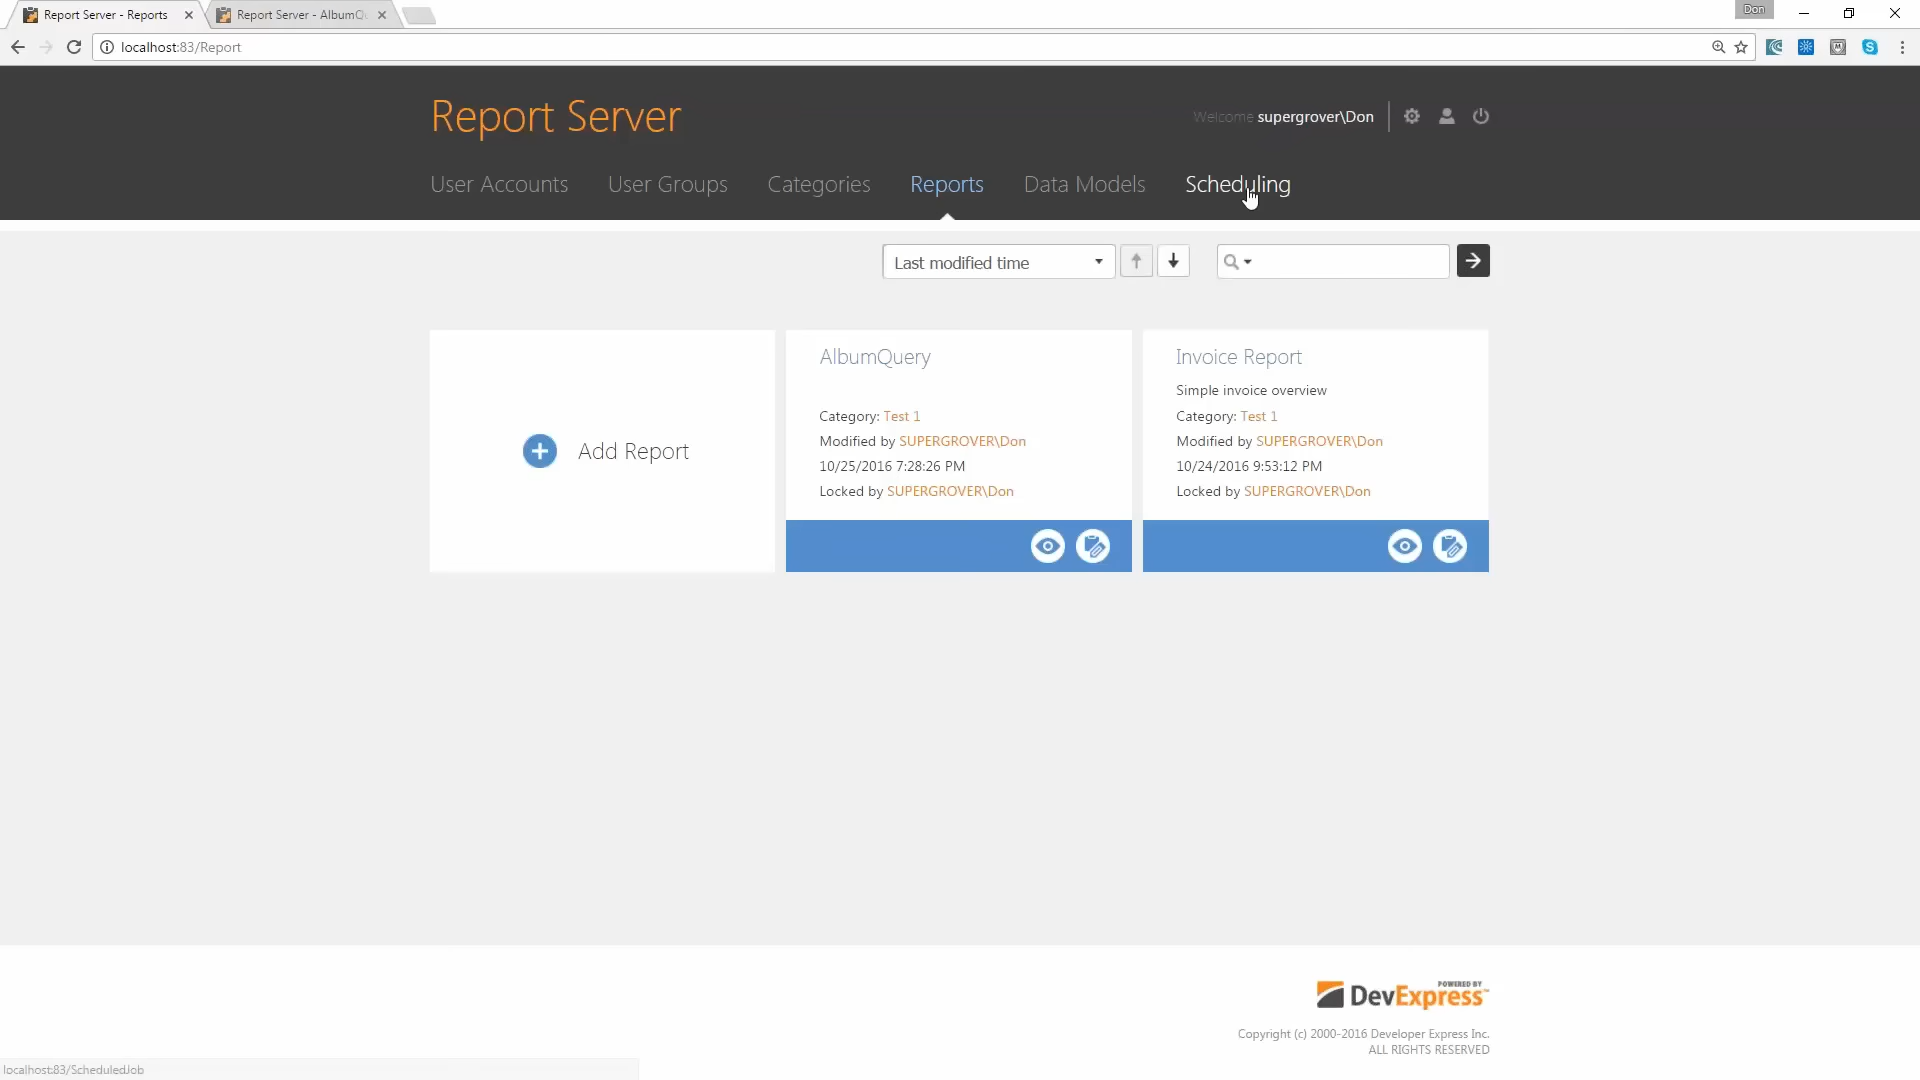 Report Server - Reports
Report Server - AlbumQ
Don
localhost:83/Report
Report Server
Welcome supergrover\Don
User Accounts
User Groups
Categories
Reports
Data Models
Scheduling
Last modified time
Add Report
AlbumQuery
Category: Test 1
Modified by SUPERGROVER\Don
10/25/2016 7:28:26 PM
Locked by SUPERGROVER\Don
Invoice Report
Simple invoice overview
Category: Test 1
Modified by SUPERGROVER\Don
10/24/2016 9:53:12 PM
Locked by SUPERGROVER\Don
POWERED BY
DevExpress™
Copyright (c) 2000-2016 Developer Express Inc.
ALL RIGHTS RESERVED
localhost:83/ScheduledJob